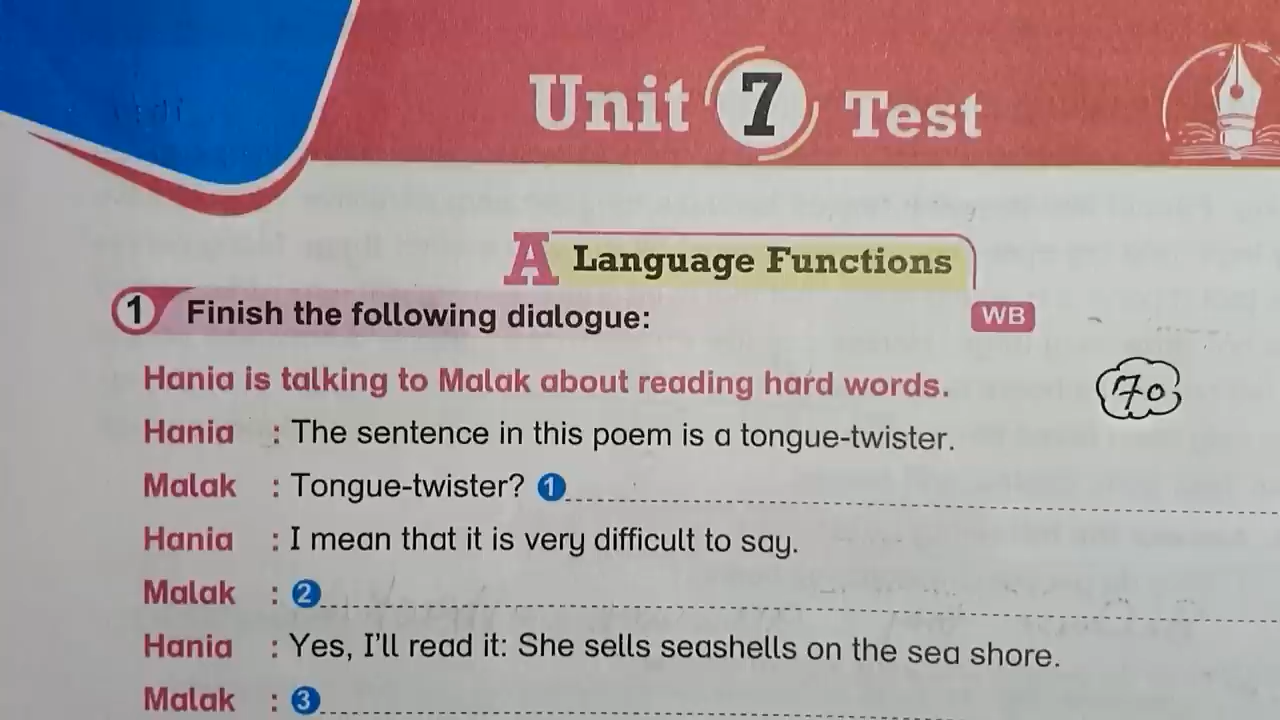 Unit 7 Test
A Language Functions
1 Finish the following dialogue: WB
Hania is talking to Malak about reading hard words.
70
Hania : The sentence in this poem is a tongue-twister.
Malak : Tongue-twister? 1
Hania : I mean that it is very difficult to say.
Malak : 2
Hania : Yes, I'll read it: She sells seashells on the sea shore.
Malak : 3